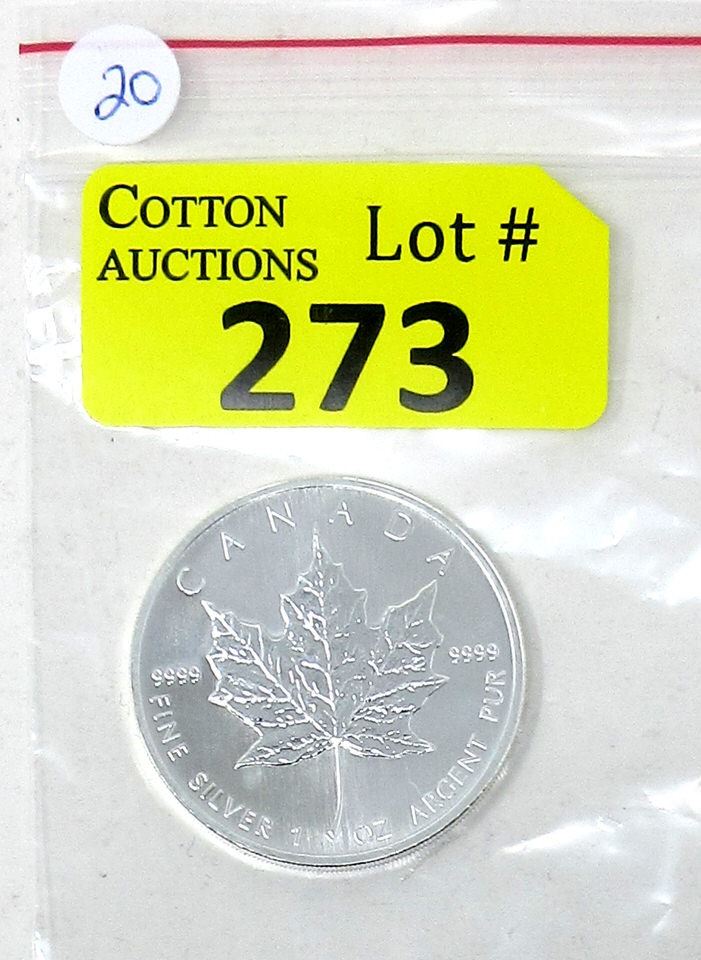 20
COTTON
AUCTIONS
Lot #
273
CANADA
9999
9999
FINE SILVER 1 OZ ARGENT PUR